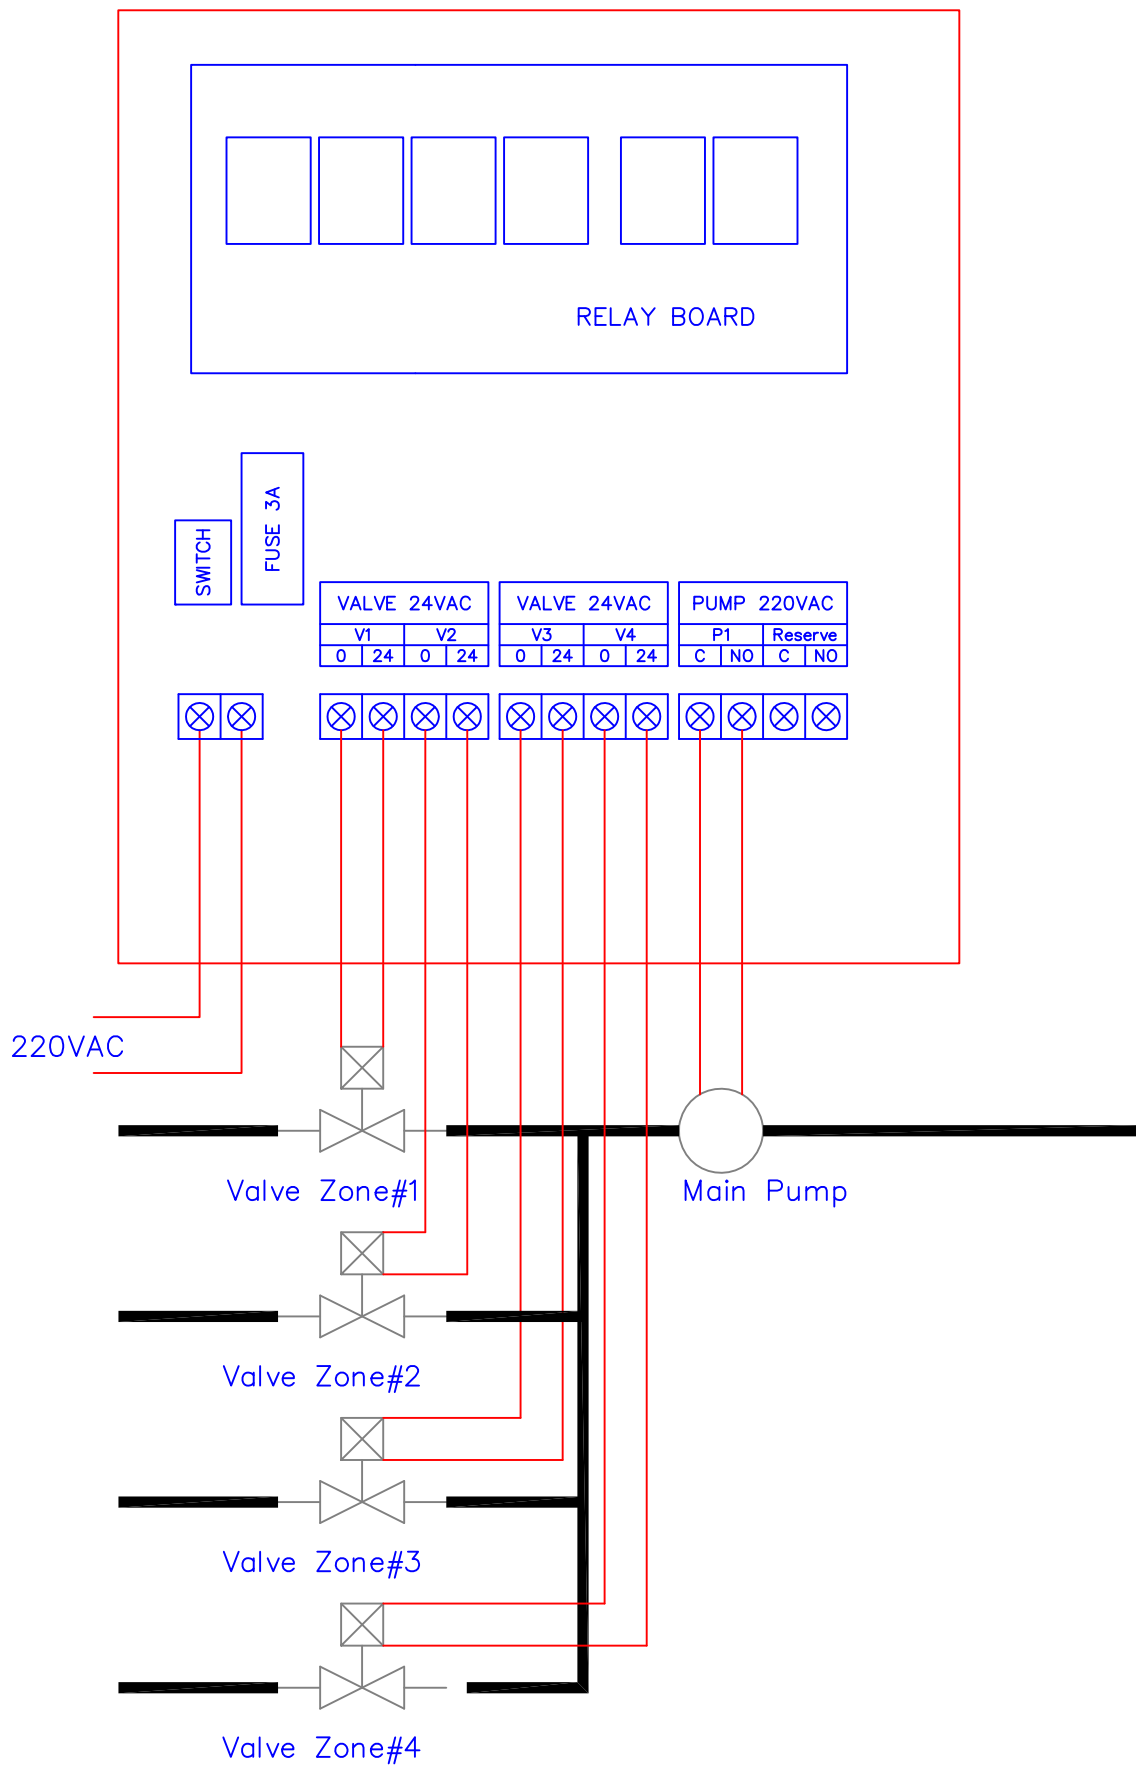 RELAY BOARD
FUSE 3A
SWITCH
VALVE 24VAC VALVE 24VAC PUMP 220VAC
V1 V2 V3 V4 P1 Reserve
0 24 0 24 0 24 0 24 C NO C NO
220VAC
Valve Zone#1 Main Pump
Valve Zone#2
Valve Zone#3
Valve Zone#4